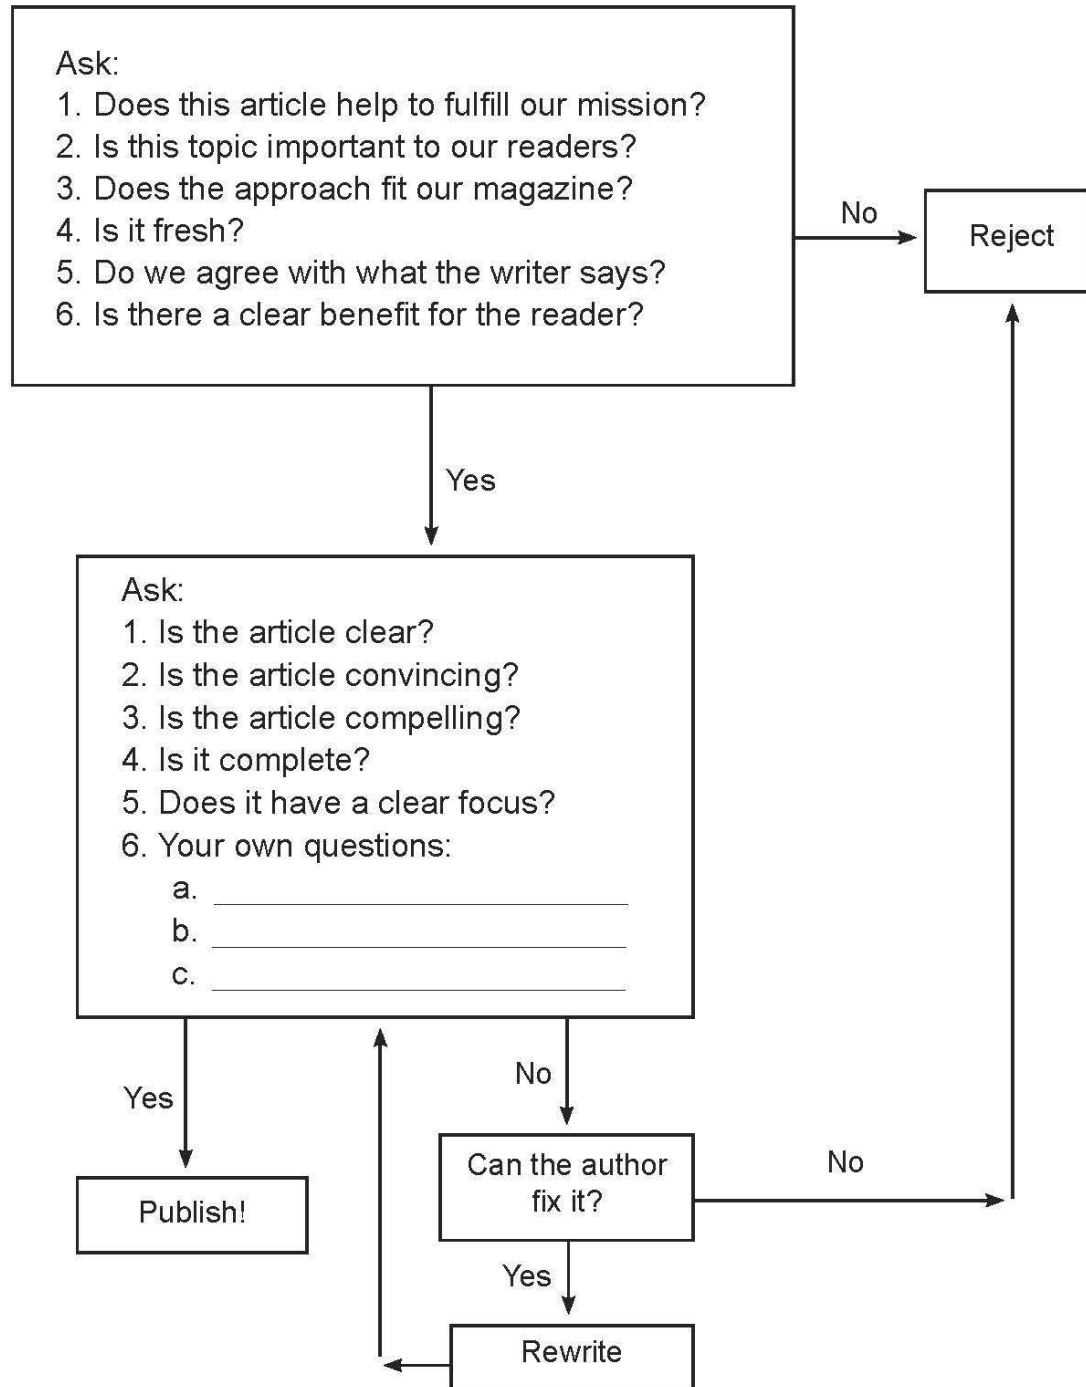 Ask:
1. Does this article help to fulfill our mission?
2. Is this topic important to our readers?
3. Does the approach fit our magazine?
4. Is it fresh?
5. Do we agree with what the writer says?
6. Is there a clear benefit for the reader?
No
Reject
Yes
Ask:
1. Is the article clear?
2. Is the article convincing?
3. Is the article compelling?
4. Is it complete?
5. Does it have a clear focus?
6. Your own questions:
a.
b.
c.
Yes
No
Publish!
Can the author
fix it?
No
Yes
Rewrite